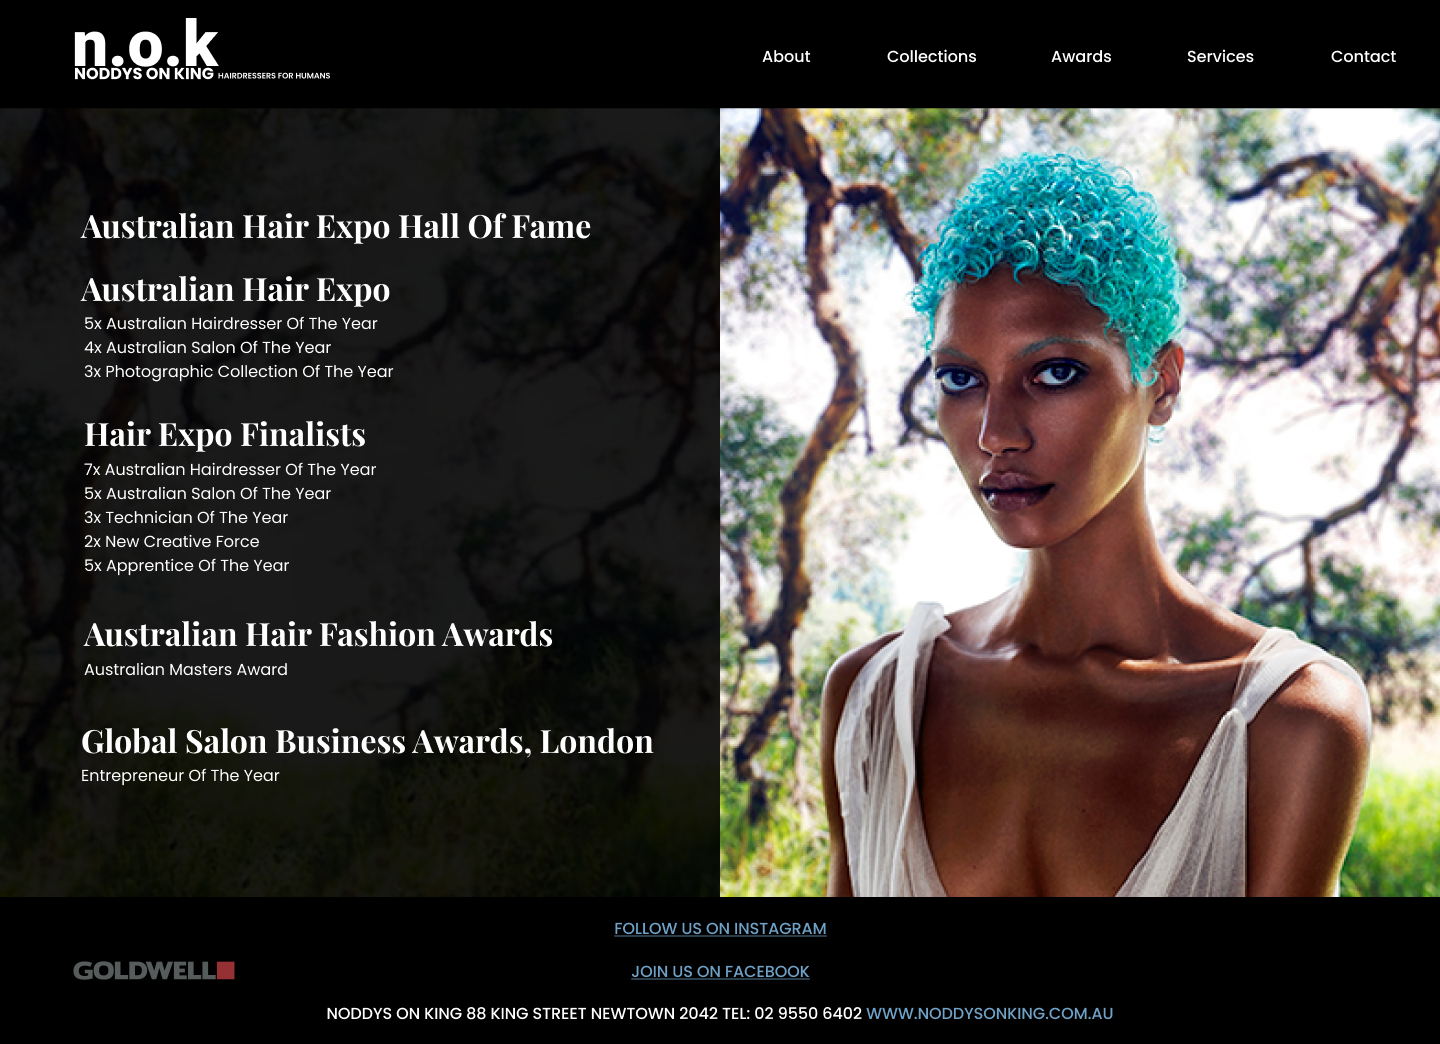 n.o.k
NODDYS ON KING HAIRDRESSERS FOR HUMANS
About Collections Awards Services Contact
Australian Hair Expo Hall Of Fame
Australian Hair Expo
5x Australian Hairdresser Of The Year
4x Australian Salon Of The Year
3x Photographic Collection Of The Year
Hair Expo Finalists
7x Australian Hairdresser Of The Year
5x Australian Salon Of The Year
3x Technician Of The Year
2x New Creative Force
5x Apprentice Of The Year
Australian Hair Fashion Awards
Australian Masters Award
Global Salon Business Awards, London
Entrepreneur Of The Year
FOLLOW US ON INSTAGRAM
GOLDWELL
JOIN US ON FACEBOOK
NODDYS ON KING 88 KING STREET NEWTOWN 2042 TEL: 02 9550 6402 WWW.NODDYSONKING.COM.AU